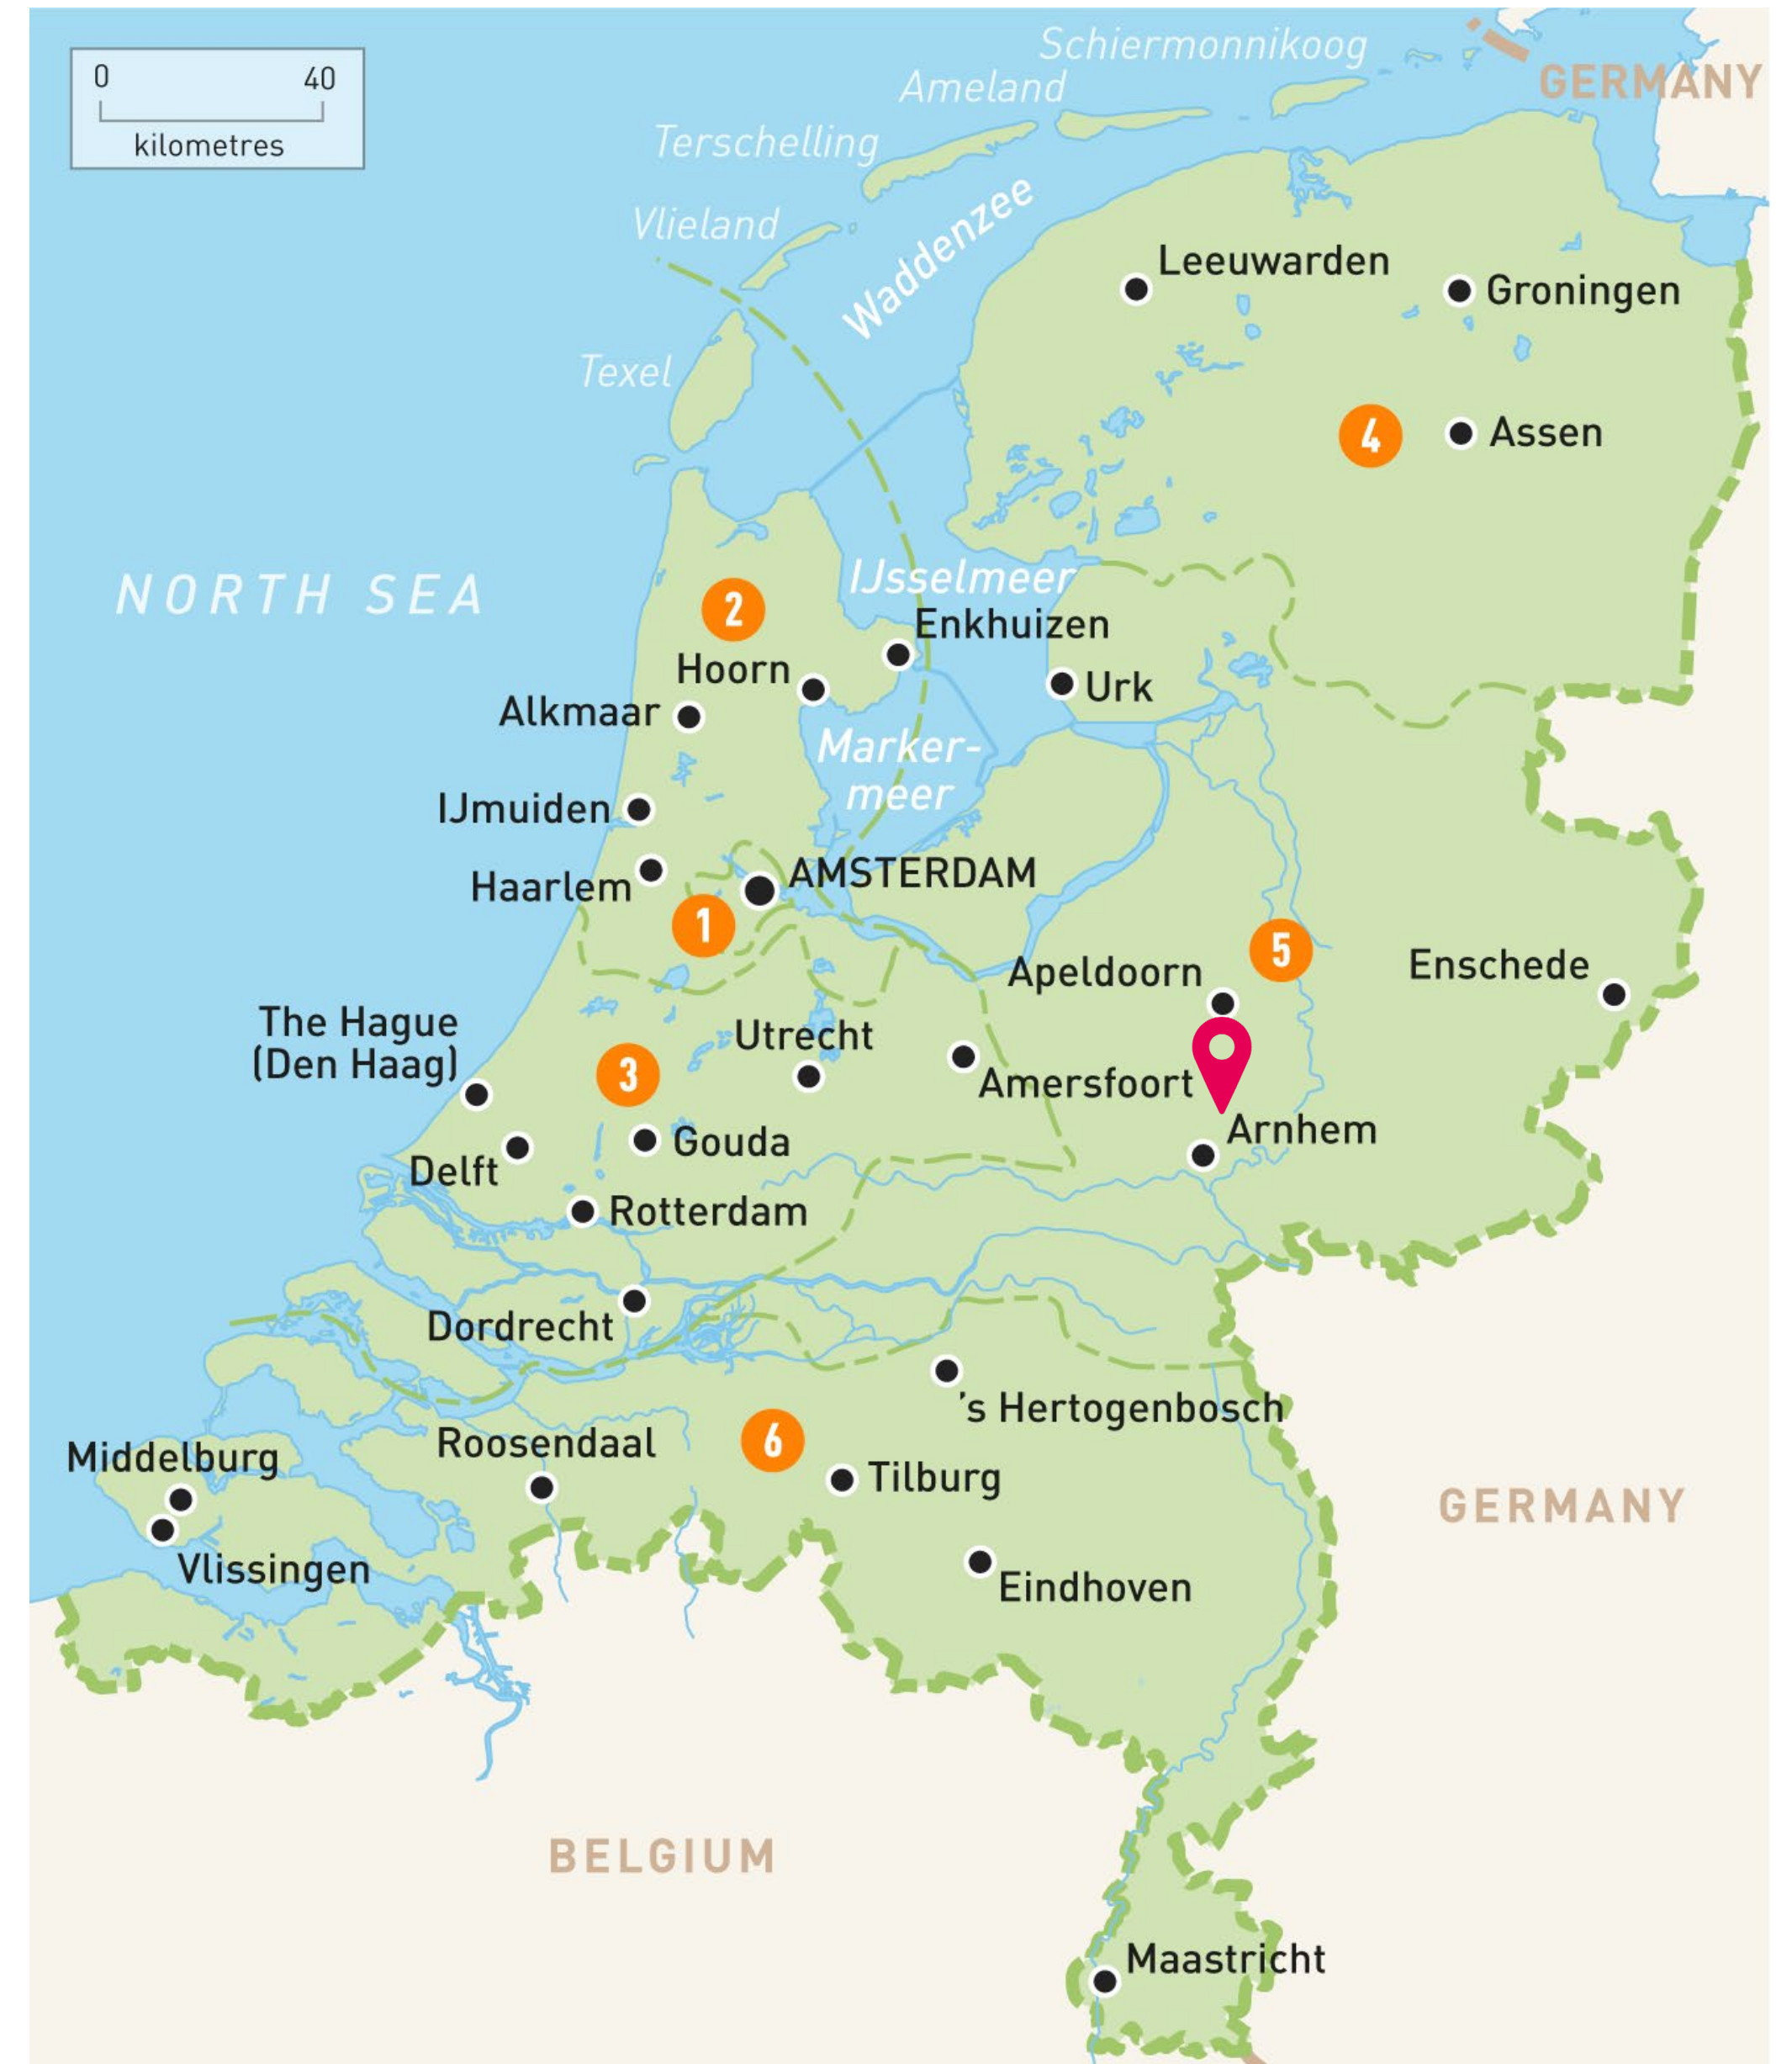 0 40
kilometres
Schiermonnikoog
GERMANY
Ameland
Terschelling
Vlieland
Waddenzee
Leeuwarden
Groningen
Texel
4
Assen
NORTH SEA
IJsselmeer
2
Enkhuizen
Hoorn
Urk
Alkmaar
Marker-
meer
IJmuiden
AMSTERDAM
Haarlem
1
5
Enschede
Apeldoorn
The Hague
(Den Haag)
Utrecht
3
Amersfoort
Arnhem
Gouda
Delft
Rotterdam
Dordrecht
's Hertogenbosch
6
Roosendaal
Middelburg
Tilburg
GERMANY
Vlissingen
Eindhoven
BELGIUM
Maastricht